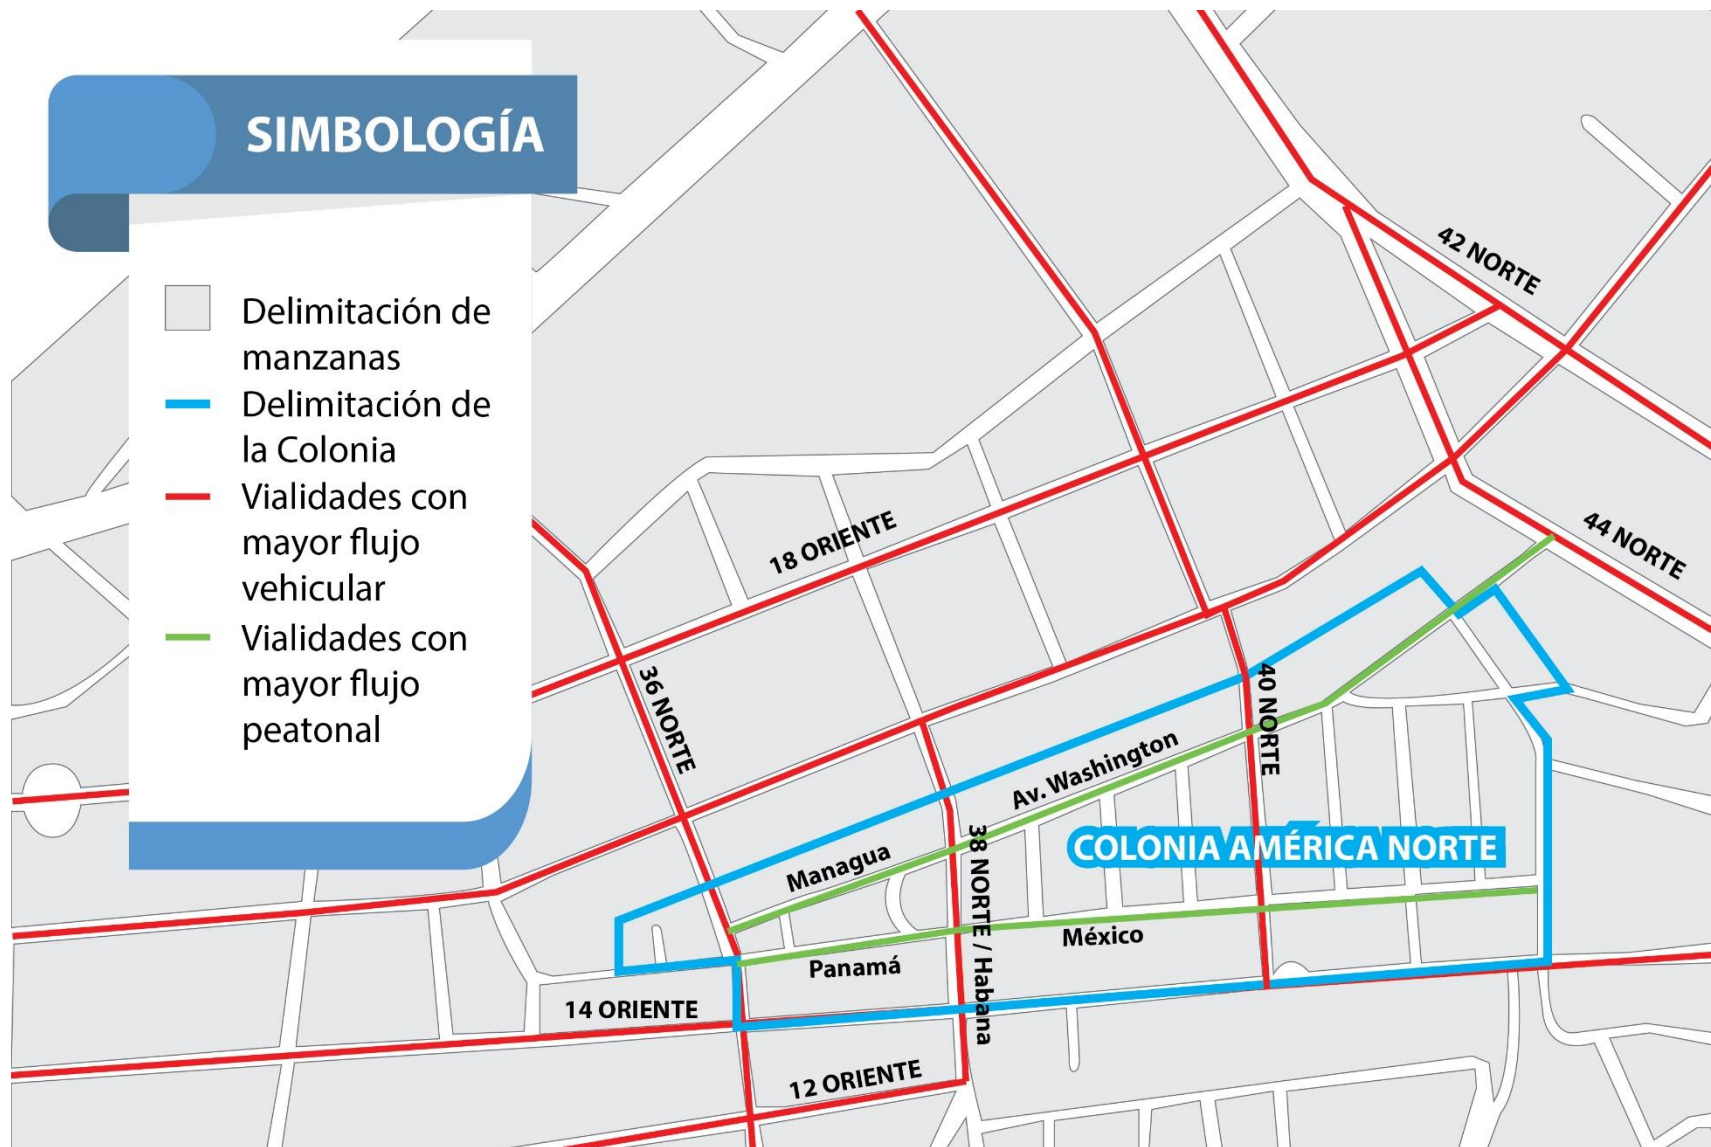 SIMBOLOGÍA
Delimitación de
manzanas
Delimitación de
la Colonia
Vialidades con
mayor flujo
vehicular
Vialidades con
mayor flujo
peatonal
42 NORTE
44 NORTE
18 ORIENTE
36 NORTE
40 NORTE
Av. Washington
Managua
38 NORTE / Habana
COLONIA AMÉRICA NORTE
México
Panamá
14 ORIENTE
12 ORIENTE